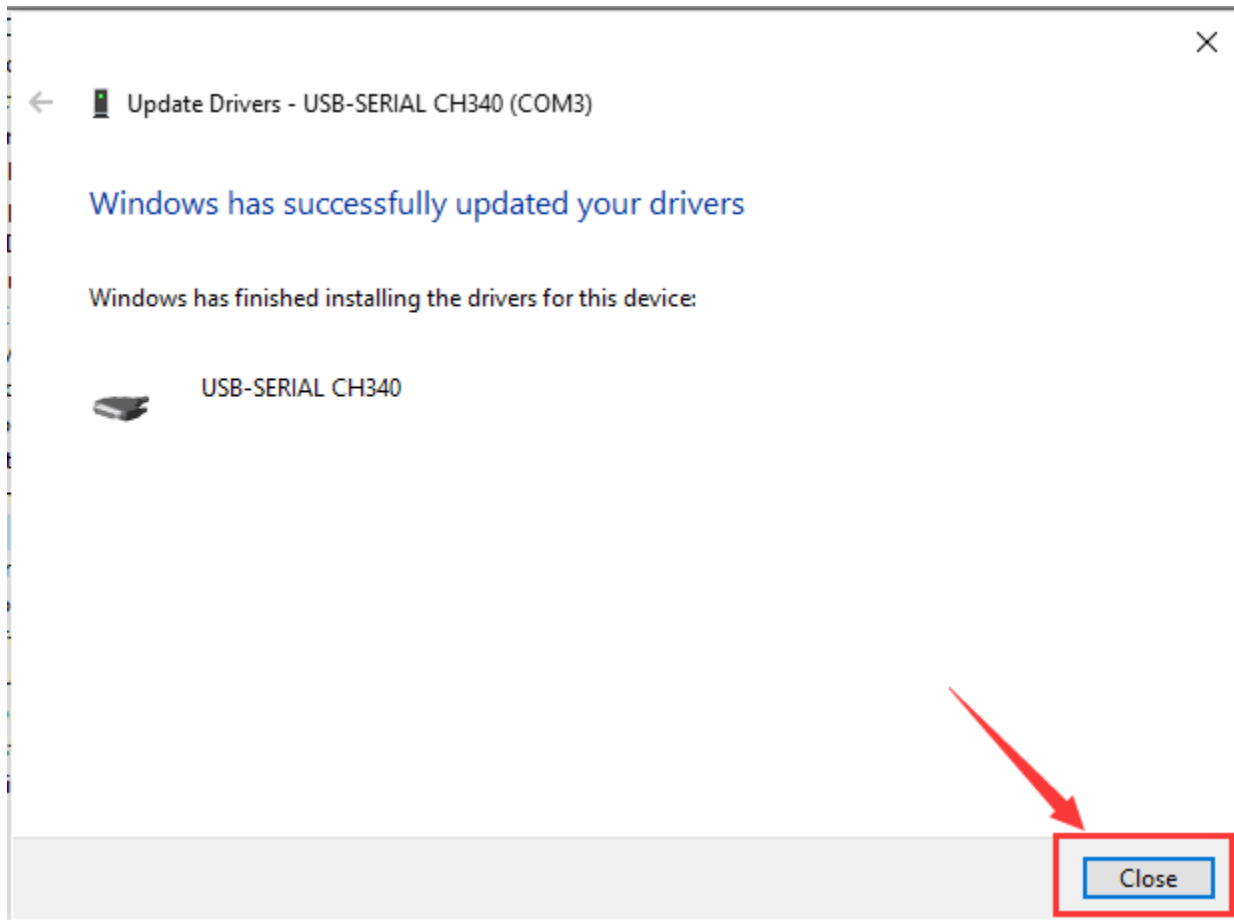 Update Drivers - USB-SERIAL CH340 (COM3)
Windows has successfully updated your drivers
Windows has finished installing the drivers for this device:
USB-SERIAL CH340
Close